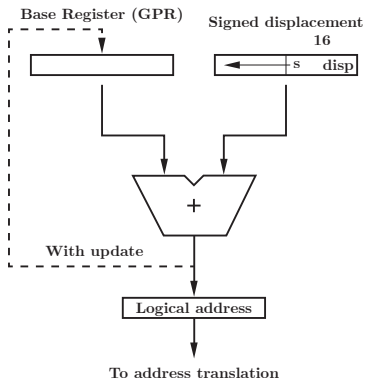 Base Register (GPR)
Signed displacement
16
s disp
+
With update
Logical address
To address translation